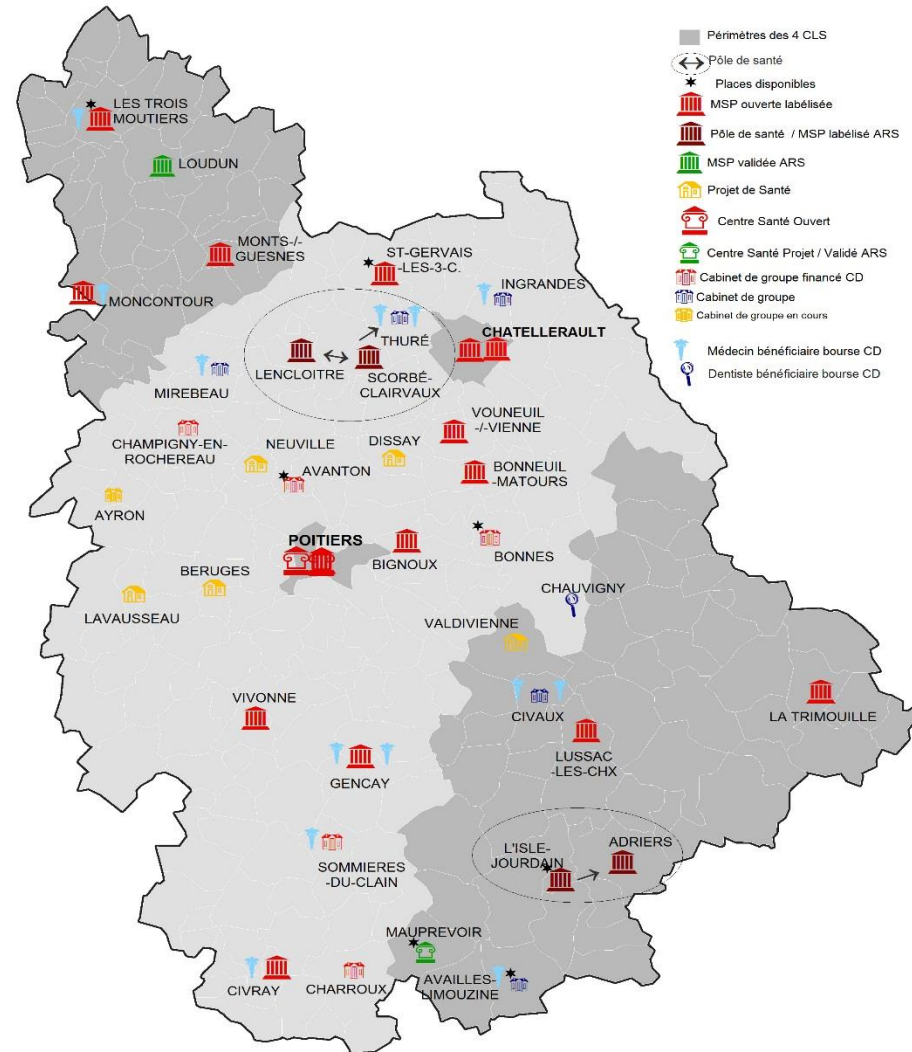 Périmètres des 4 CLS
Pôle de santé
Places disponibles
MSP ouverte labélisée
Pôle de santé / MSP labélisé ARS
MSP validée ARS
Projet de Santé
Centre Santé Ouvert
Centre Santé Projet / Validé ARS
Cabinet de groupe financé CD
Cabinet de groupe
Cabinet de groupe en cours
Médecin bénéficiaire bourse CD
Dentiste bénéficiaire bourse CD
LES TROIS
MOUTIERS
LOUDUN
MONTS-/-
GUESNES
ST-GERVAIS
-LES-3-C.
INGRANDES
MONCONTOUR
THURÉ
CHATELLERAULT
LENCLOITRE
SCORBÉ-
CLAIRVAUX
MIREBEAU
VOUNEUIL
-/-VIENNE
CHAMPIGNY-EN-
ROCHEREAU
NEUVILLE
DISSAY
AVANTON
BONNEUIL
-MATOURS
AYRON
POITIERS
BIGNOUX
BONNES
BERUGES
CHAUVIGNY
LAVAUSSEAU
VALDIVIENNE
VIVONNE
CIVAUX
LA TRIMOUILLE
LUSSAC
-LES-CHX
GENCAY
L'ISLE-
JOURDAIN
ADRIERS
SOMMIERES
-DU-CLAIN
MAUPREVOIR
CIVRAY
CHARROUX
AVAILLES-
LIMOUZINE